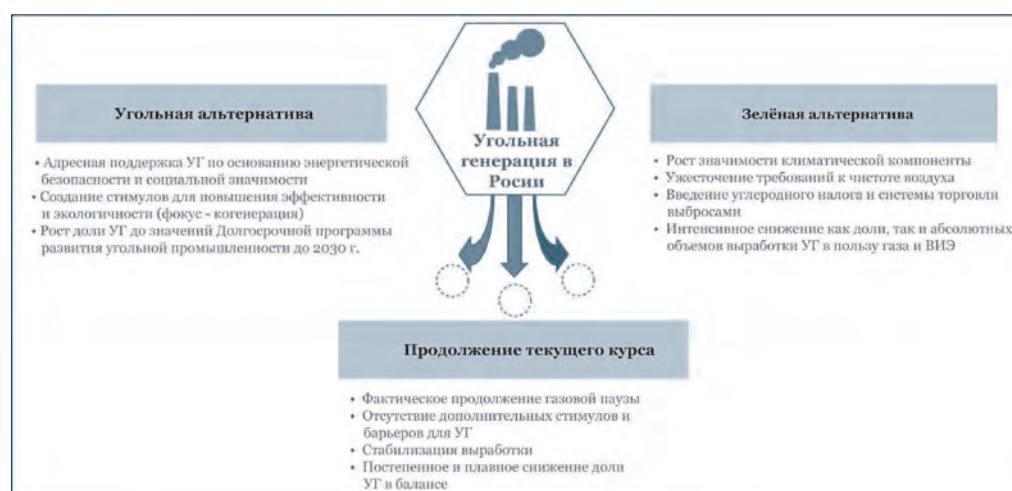 Угольная
генерация в
Росии
Угольная альтернатива
• Адресная поддержка УГ по основанию энергетической
безопасности и социальной значимости
• Создание стимулов для повышения эффективности
и экологичности (фокус - когенерация)
• Рост доли УГ до значений Долгосрочной программы
развития угольной промышленности до 2030 г.
Зелёная альтернатива
• Рост значимости климатической компоненты
• Ужесточение требований к чистоте воздуха
• Введение углеродного налога и системы торговли
выбросами
• Интенсивное снижение как доли, так и абсолютных
объемов выработки УГ в пользу газа и ВИЭ
Продолжение текущего курса
• Фактическое продолжение газовой паузы
• Отсутствие дополнительных стимулов и
барьеров для УГ
• Стабилизация выработки
• Постепенное и плавное снижение доли
УГ в балансе